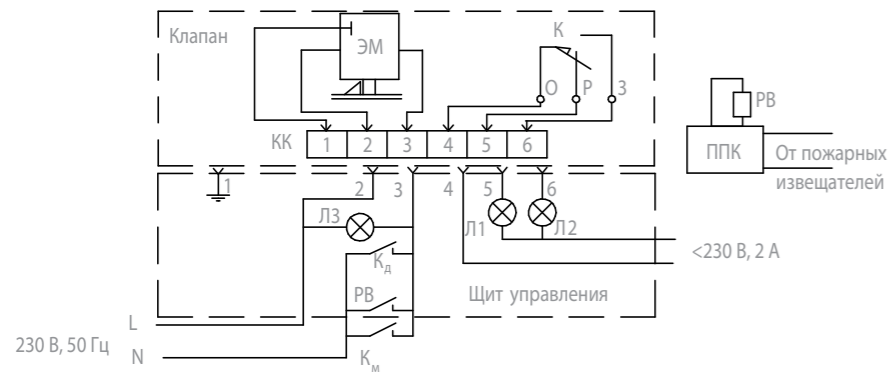 Клапан
ЭМ
К
О
Р
З
КК
1
2
3
4
5
6
РВ
ППК
От пожарных
извещателей
1
2
3
4
5
6
Л3
Л1
Л2
Кд
<230 В, 2 А
РВ
Щит управления
L
230 В, 50 Гц
N
Км